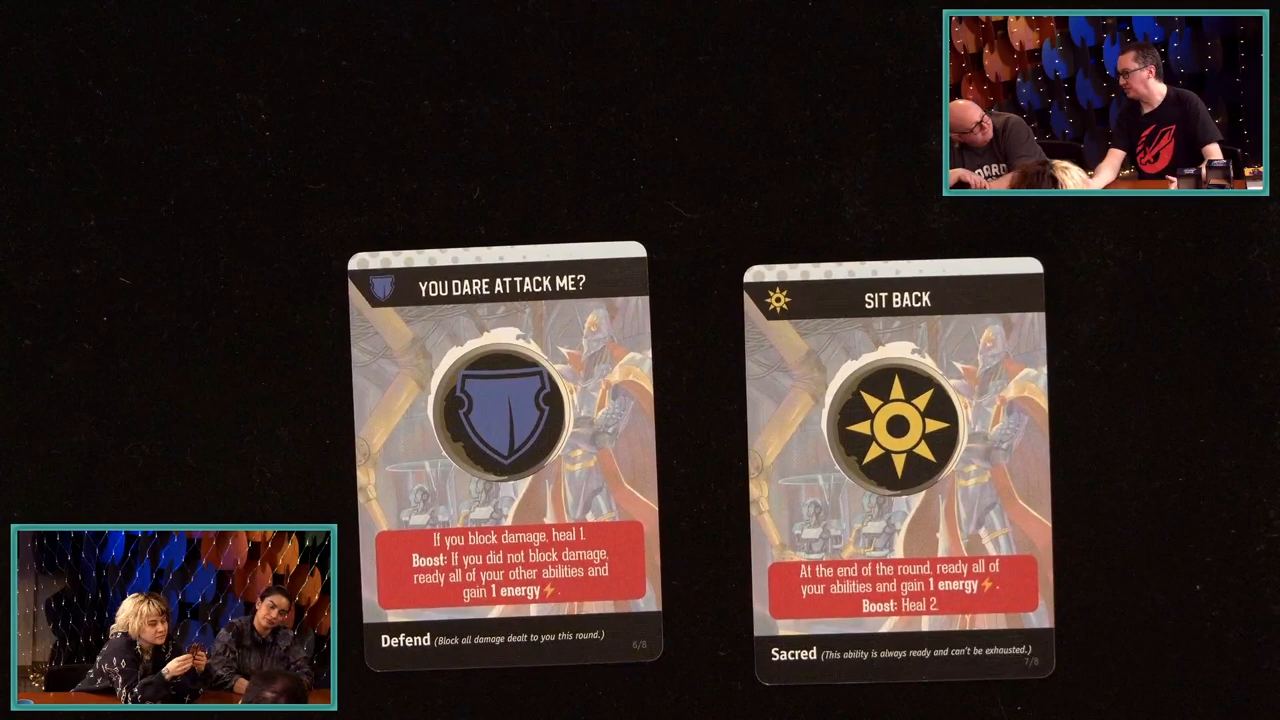 YOU DARE ATTACK ME?
If you block damage, heal 1.
Boost: If you did not block damage,
ready all of your other abilities and
gain 1 energy⚡.
Defend (Block all damage dealt to you this round.)
6/8
SIT BACK
At the end of the round, ready all of
your abilities and gain 1 energy⚡.
Boost: Heal 2.
Sacred (This ability is always ready and can't be exhausted.)
7/8